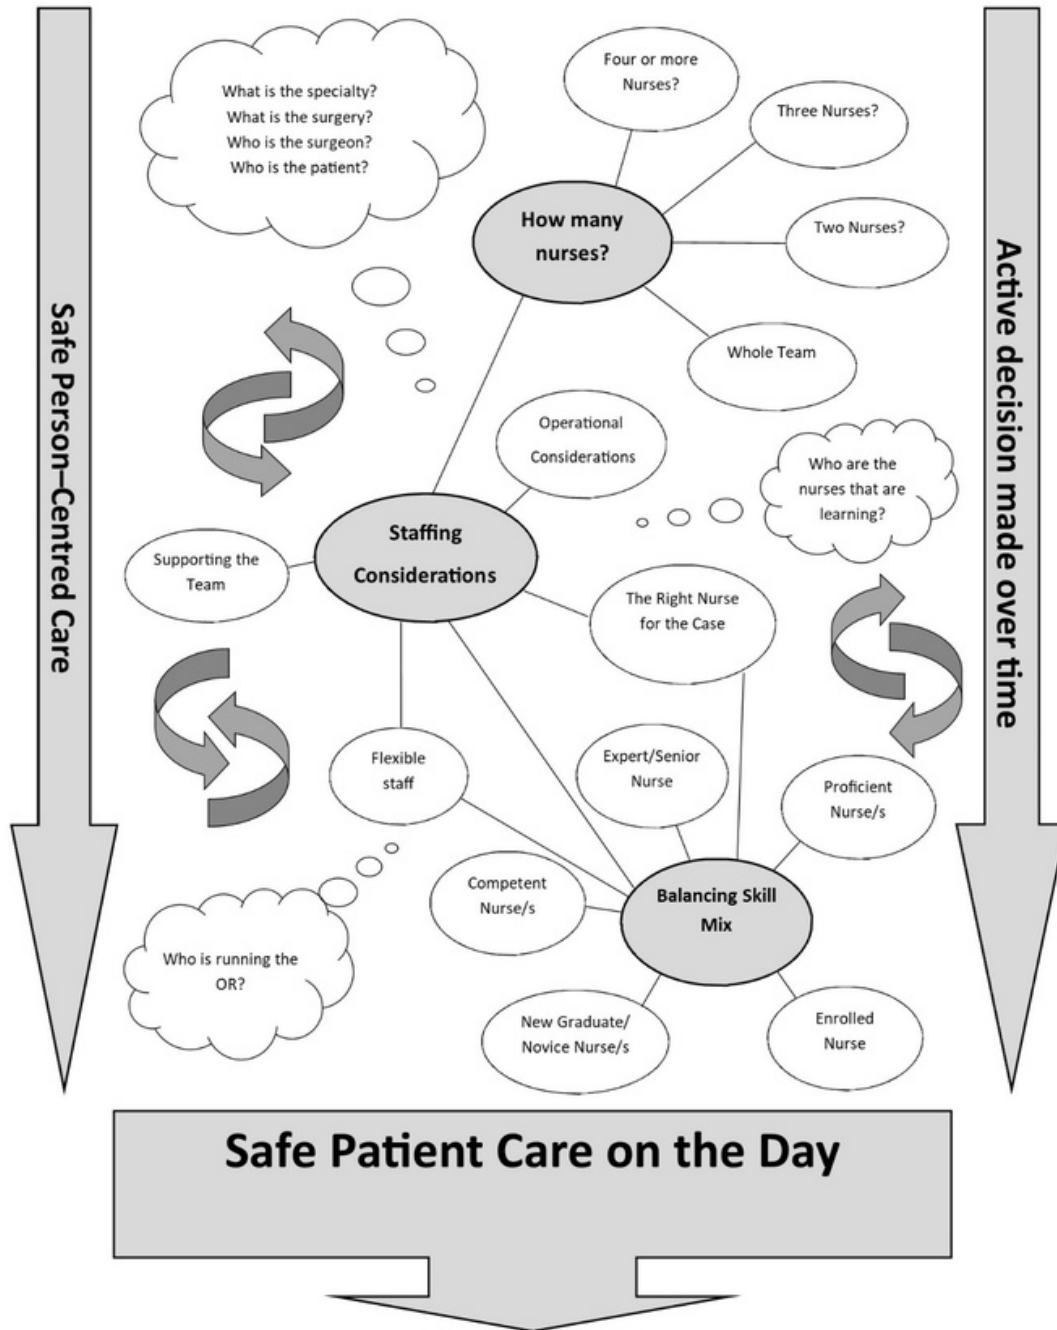 What is the specialty?
What is the surgery?
Who is the surgeon?
Who is the patient?
Four or more
Nurses?
Three Nurses?
How many
nurses?
Two Nurses?
Whole Team
Safe Person–Centred Care
Active decision made over time
Operational
Considerations
Who are the
nurses that are
learning?
Staffing
Considerations
Supporting the
Team
The Right Nurse
for the Case
Flexible
staff
Expert/Senior
Nurse
Proficient
Nurse/s
Competent
Nurse/s
Balancing Skill
Mix
Who is running the
OR?
New Graduate/
Novice Nurse/s
Enrolled
Nurse
Safe Patient Care on the Day